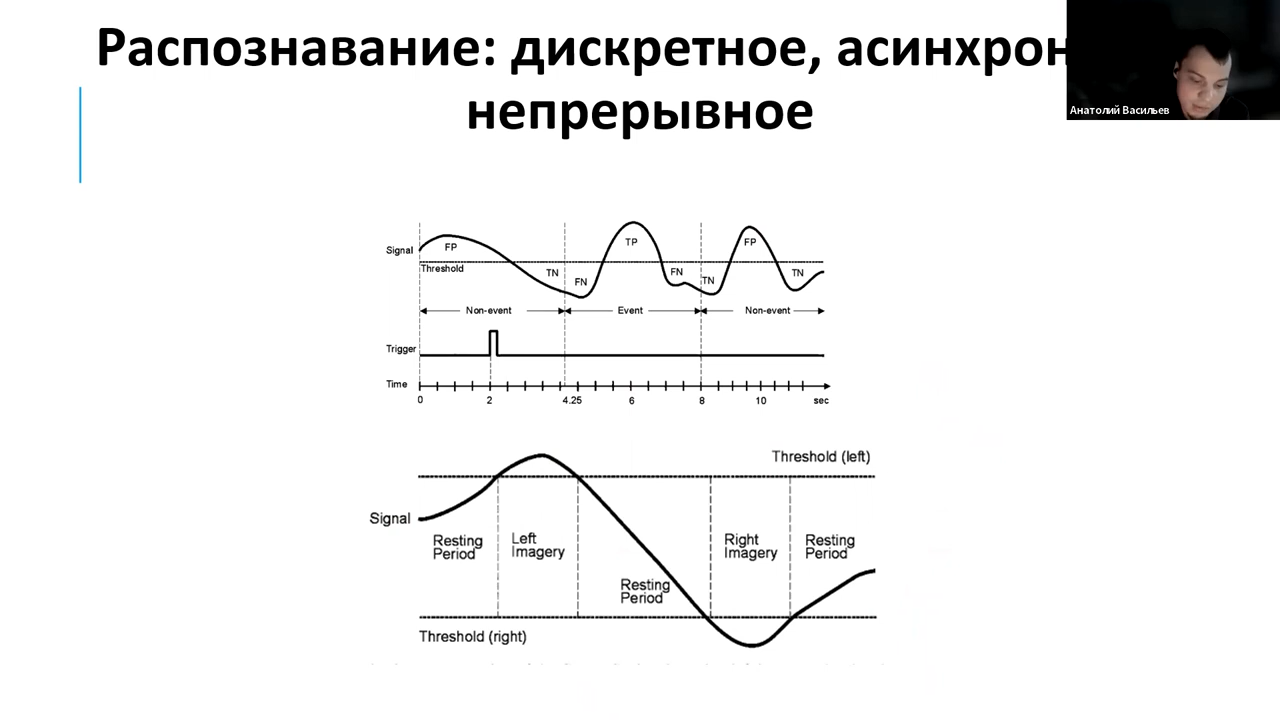 Распознавание: дискретное, асинхрон
непрерывное
Анатолий Васильев
Signal
FP
TP
FP
Threshold
TN
FN
FN
TN
TN
Non-event
Event
Non-event
Trigger
Time
0
2
4.25
6
8
10
sec
Threshold (left)
Signal
Resting
Period
Left
Imagery
Right
Imagery
Resting
Period
Resting
Period
Threshold (right)